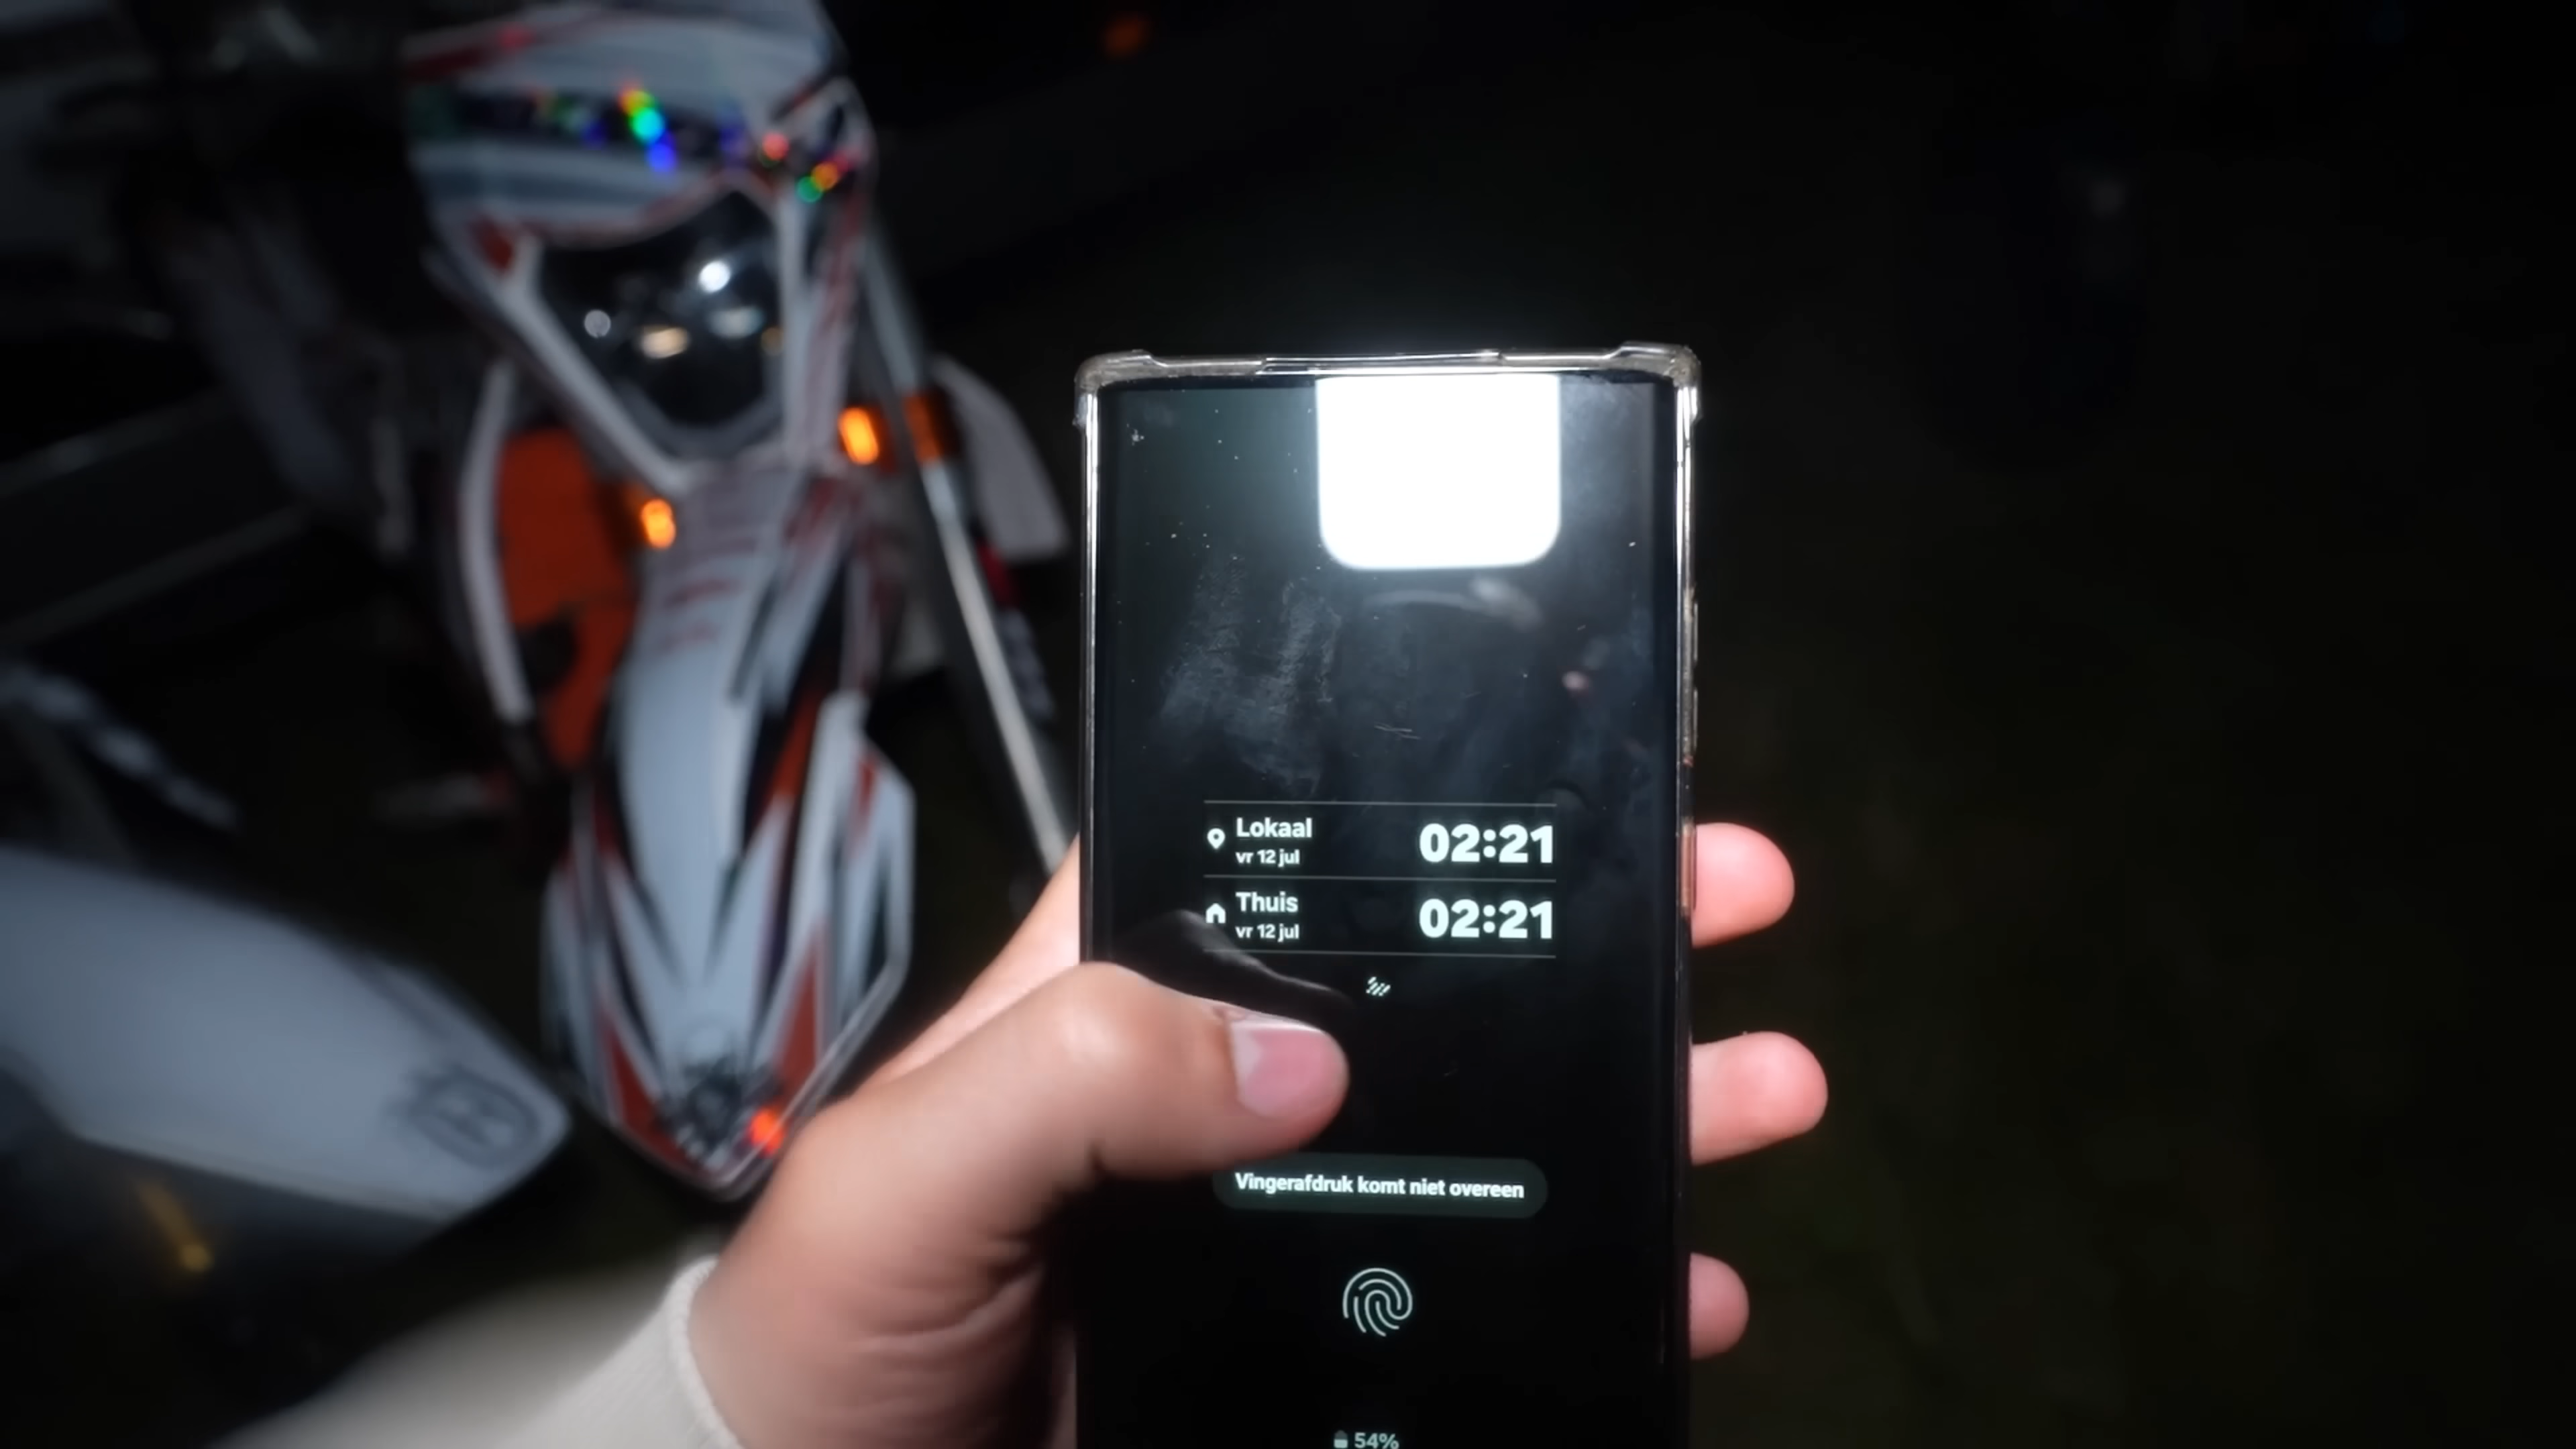 Lokaal
vr 12 jul
02:21
Thuis
vr 12 jul
02:21
Vingerafdruk komt niet overeen
54%